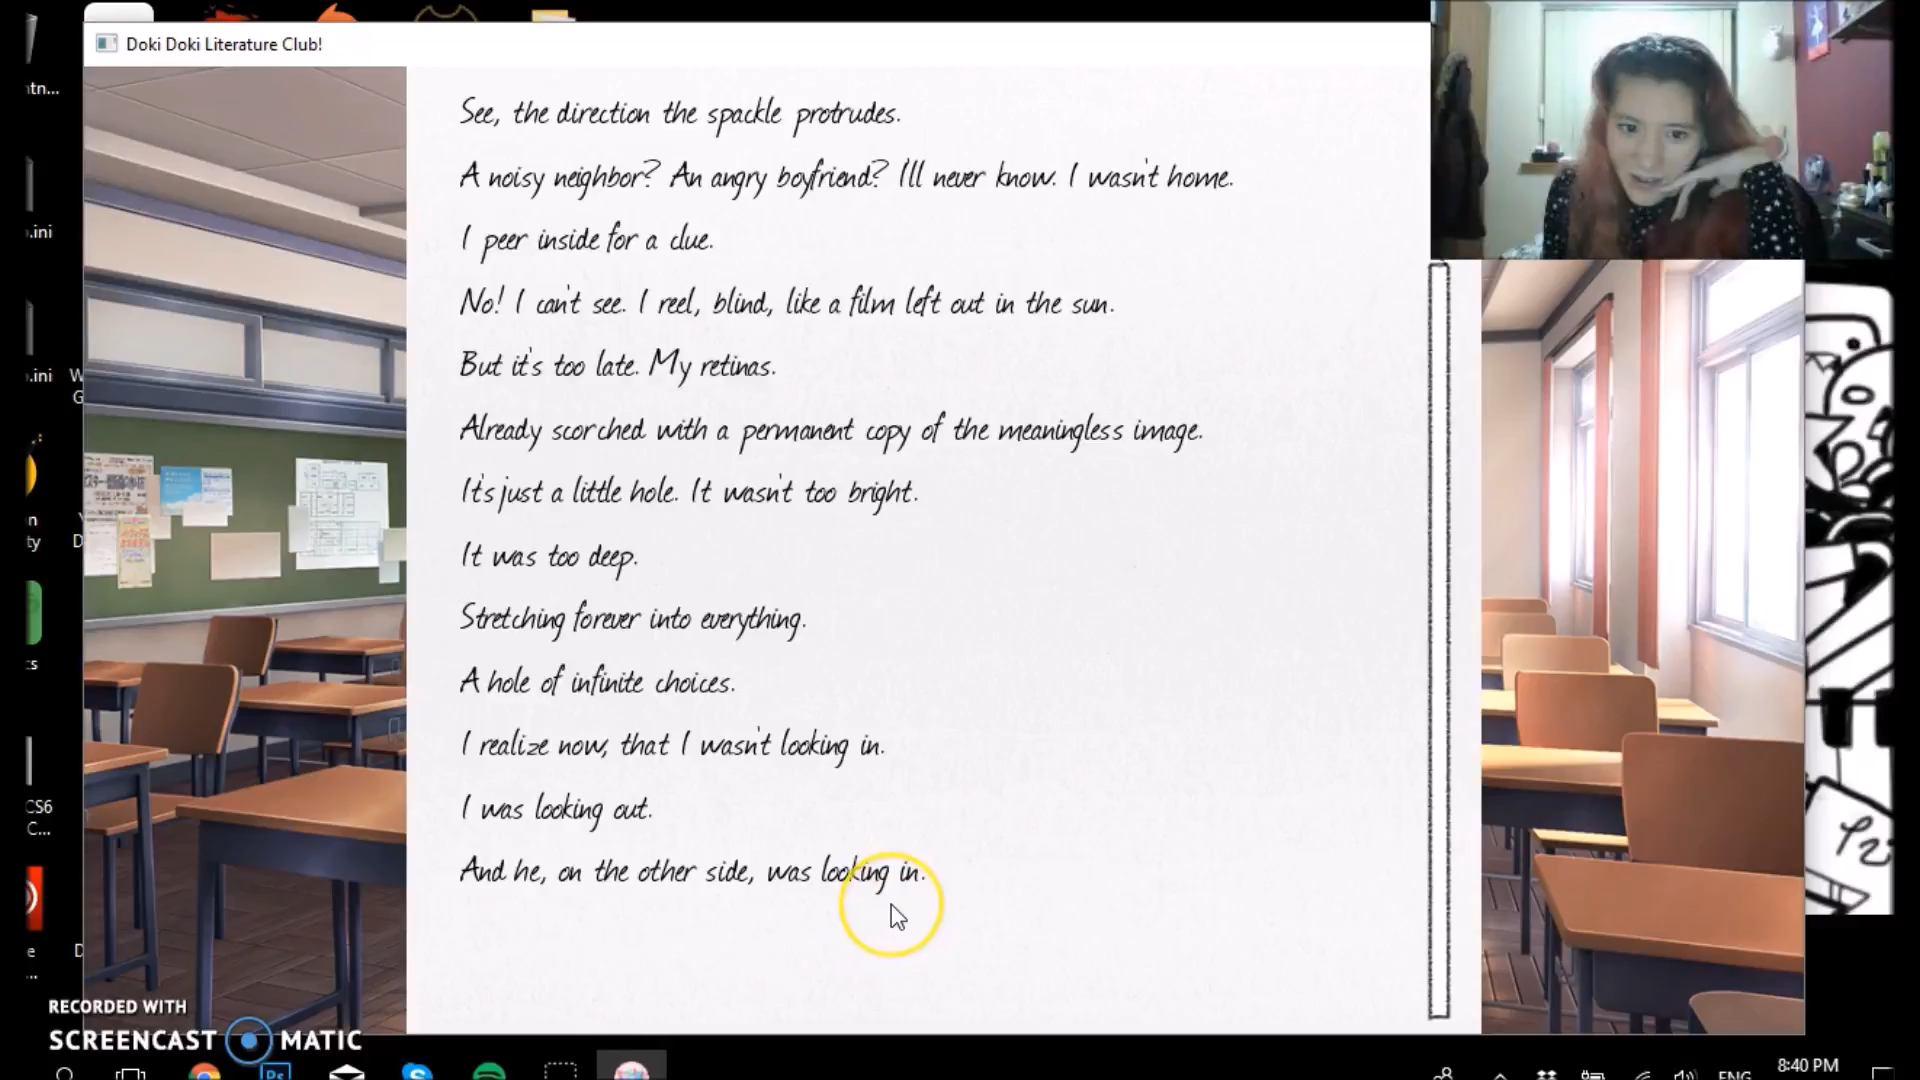 Doki Doki Literature Club!
See, the direction the spackle protrudes.
A noisy neighbor? An angry boyfriend? I'll never know. I wasn't home.
I peer inside for a clue.
No! I can't see. I reel, blind, like a film left out in the sun.
But it's too late. My retinas.
Already scorched with a permanent copy of the meaningless image.
It's just a little hole. It wasn't too bright.
It was too deep.
Stretching forever into everything.
A hole of infinite choices.
I realize now, that I wasn't looking in.
I was looking out.
And he, on the other side, was looking in.
RECORDED WITH
SCREENCAST MATIC
Ps
ENG
8:40 PM